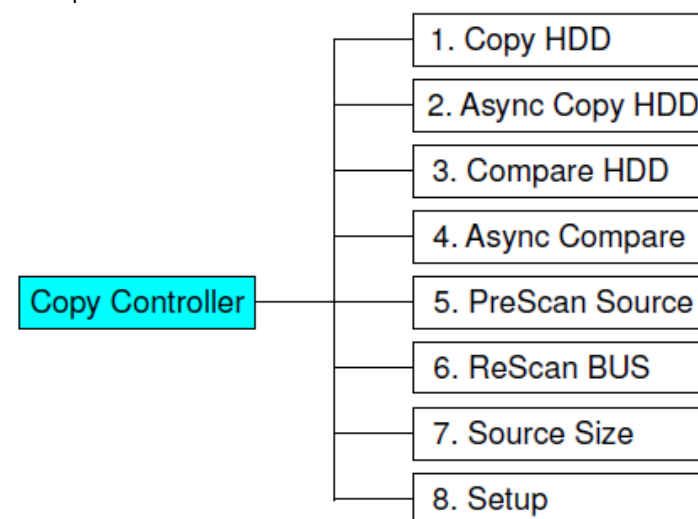 1. Copy HDD
2. Async Copy HDD
3. Compare HDD
4. Async Compare
Copy Controller
5. PreScan Source
6. ReScan BUS
7. Source Size
8. Setup